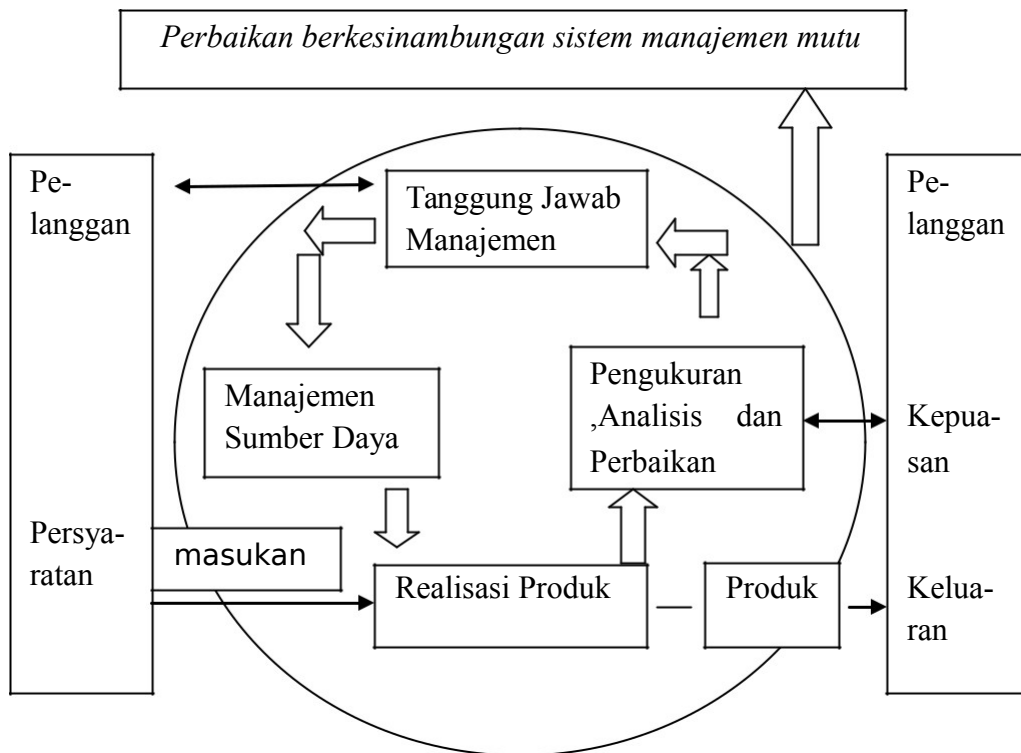 Perbaikan berkesinambungan sistem manajemen mutu
Pe-
langgan
Persya-
ratan
masukan
Tanggung Jawab
Manajemen
Manajemen
Sumber Daya
Pengukuran
,Analisis dan
Perbaikan
Realisasi Produk
Produk
Pe-
langgan
Kepua-
san
Kelua-
ran